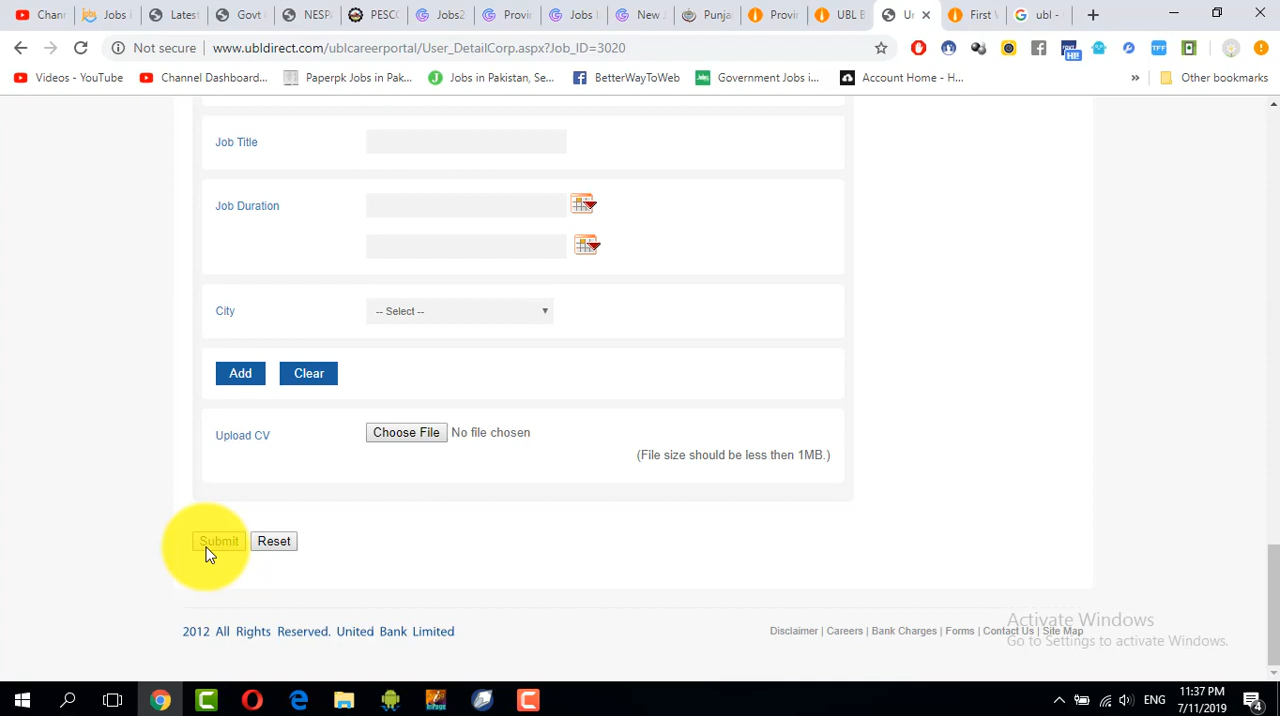 Chann
Jobs i
Latest
Govt
NESP
PESCO
Jobs2
Provin
Jobs
New J
Punja
Provi
UBL B
Ur
First V
ubl -
Not secure
www.ubldirect.com/ublcareerportal/User_DetailCorp.aspx?Job_ID=3020
Videos - YouTube
Channel Dashboard...
Paperpk Jobs in Pak...
Jobs in Pakistan, Se...
BetterWayToWeb
Government Jobs i...
Account Home - H...
»
Other bookmarks
Job Title
Job Duration
City
-- Select --
Add
Clear
Upload CV
Choose File No file chosen
(File size should be less then 1MB.)
Submit
Reset
2012 All Rights Reserved. United Bank Limited
Disclaimer | Careers | Bank Charges | Forms | Contact Us | Site Map
Activate Windows
Go to Settings to activate Windows.
ENG
11:37 PM
7/11/2019
4